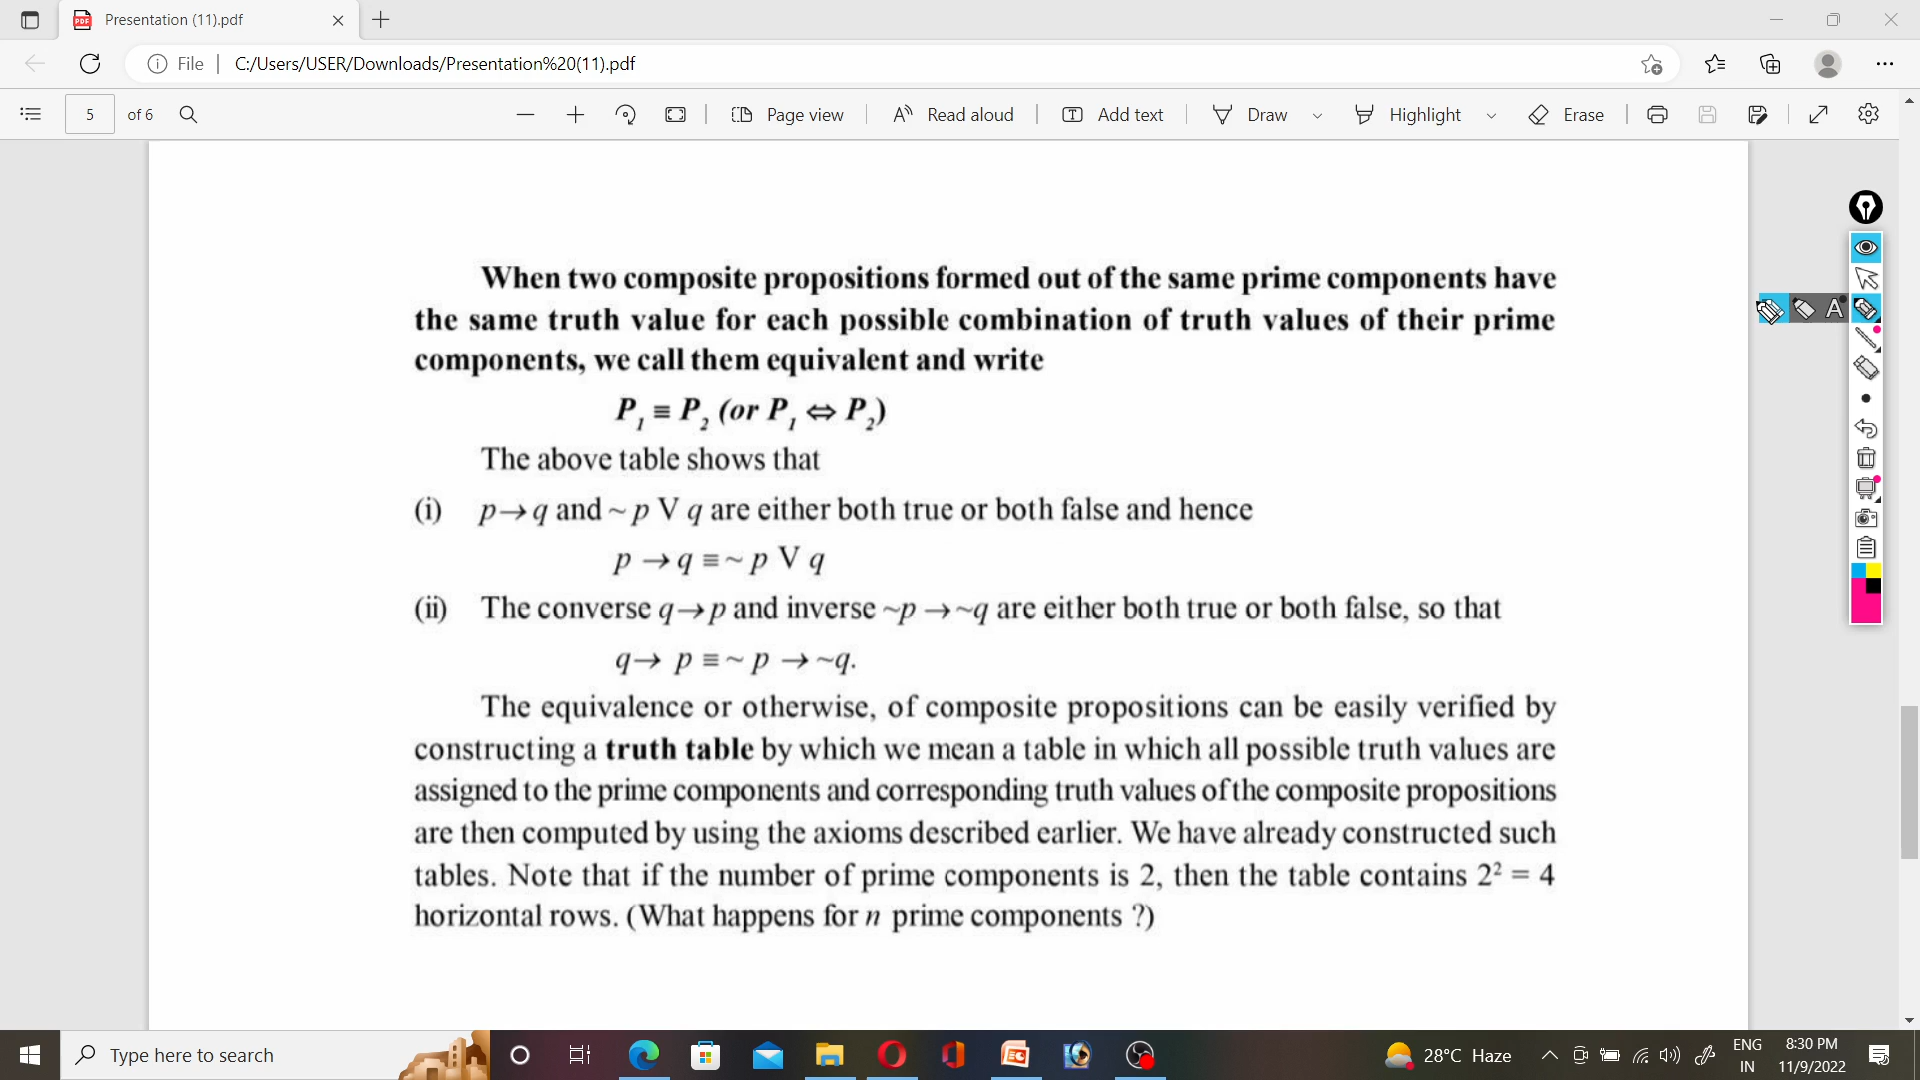 Presentation (11).pdf
File
C:/Users/USER/Downloads/Presentation%20(11).pdf
5 of 6
Page view
Read aloud
Add text
Draw
Highlight
Erase
When two composite propositions formed out of the same prime components have
the same truth value for each possible combination of truth values of their prime
components, we call them equivalent and write
P₁ ≡ P₂ (or P₁ ⇔ P₂)
The above table shows that
(i) p→q and ~ p V q are either both true or both false and hence
p → q ≡ ~ p V q
(ii) The converse q→p and inverse ~p →~q are either both true or both false, so that
q→ p ≡ ~ p → ~q.
The equivalence or otherwise, of composite propositions can be easily verified by
constructing a truth table by which we mean a table in which all possible truth values are
assigned to the prime components and corresponding truth values of the composite propositions
are then computed by using the axioms described earlier. We have already constructed such
tables. Note that if the number of prime components is 2, then the table contains 2² = 4
horizontal rows. (What happens for n prime components ?)
A
Type here to search
28°C Haze
ENG
IN
8:30 PM
11/9/2022